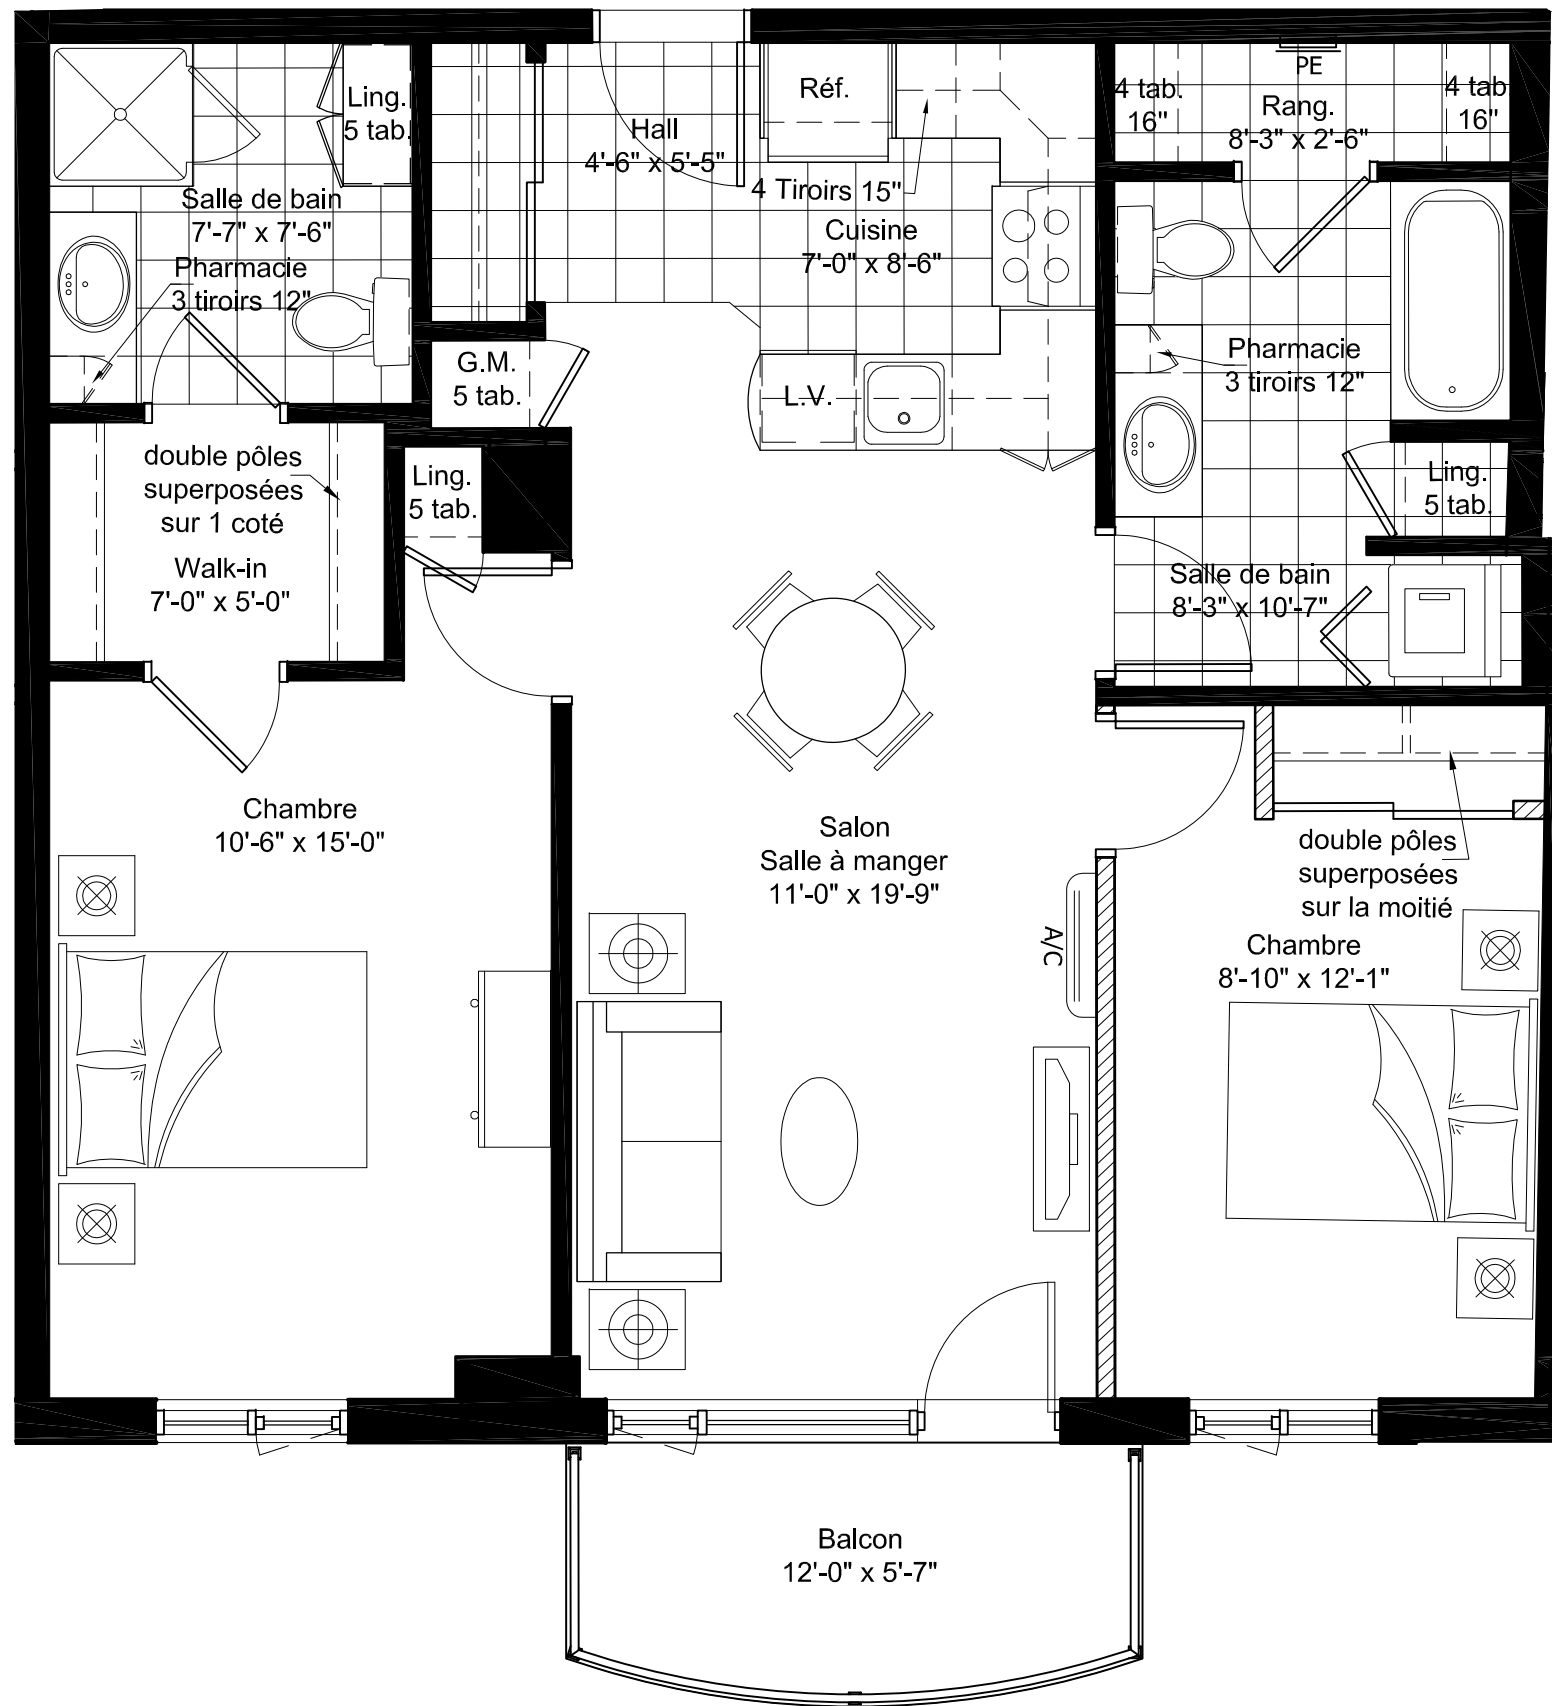 PE
Ling.
5 tab.
Réf.
4 tab.
16"
Rang.
8'-3" x 2'-6"
4 tab
16"
Hall
4'-6" x 5'-5"
4 Tiroirs 15"
Salle de bain
7'-7" x 7'-6"
Cuisine
7'-0" x 8'-6"
Pharmacie
3 tiroirs 12"
G.M.
5 tab.
L.V.
Pharmacie
3 tiroirs 12"
double pôles
superposées
sur 1 coté
Ling.
5 tab.
Ling.
5 tab.
Walk-in
7'-0" x 5'-0"
Salle de bain
8'-3" x 10'-7"
Chambre
10'-6" x 15'-0"
Salon
Salle à manger
11'-0" x 19'-9"
double pôles
superposées
sur la moitié
A/C
Chambre
8'-10" x 12'-1"
Balcon
12'-0" x 5'-7"